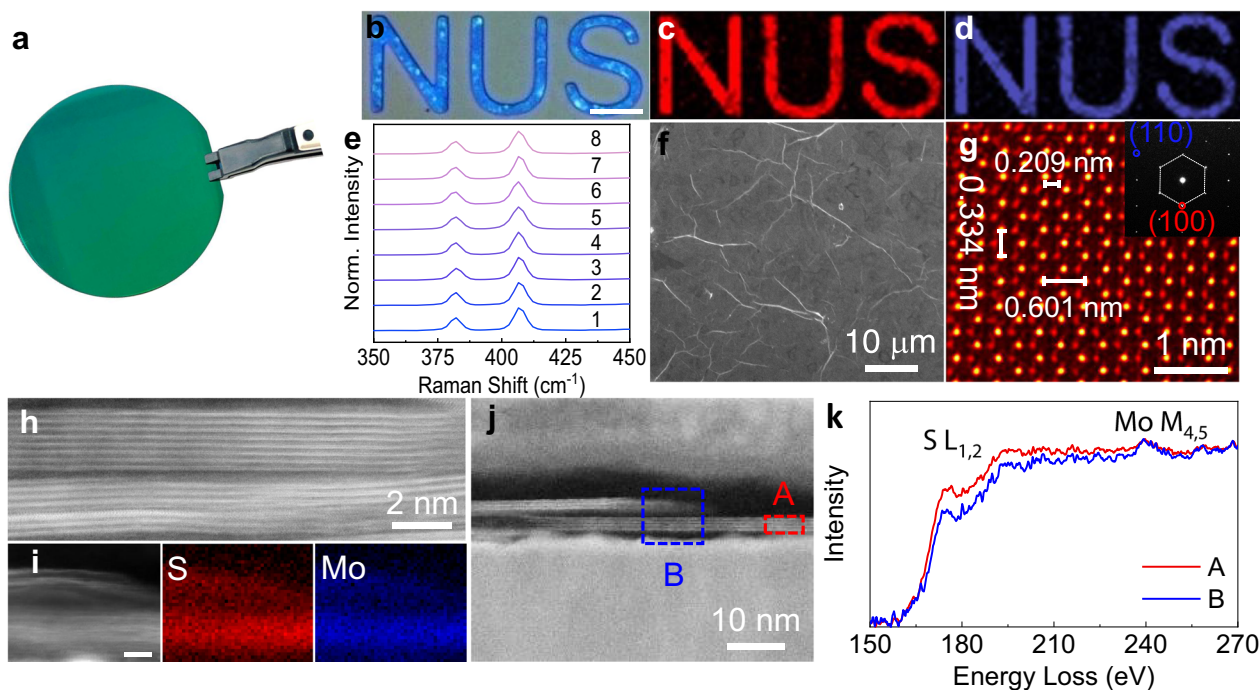 a
b
NUS
c
NUS
d
NUS
e
8
7
6
5
4
3
2
1
Norm. Intensity
350 375 400 425 450
Raman Shift (cm⁻¹)
f
10 μm
g
(110)
0.209 nm
0.334 nm
(100)
0.601 nm
1 nm
h
2 nm
i
S
Mo
j
A
B
10 nm
k
S L₁,₂
Mo M₄,₅
Intensity
A
B
150 180 210 240 270
Energy Loss (eV)